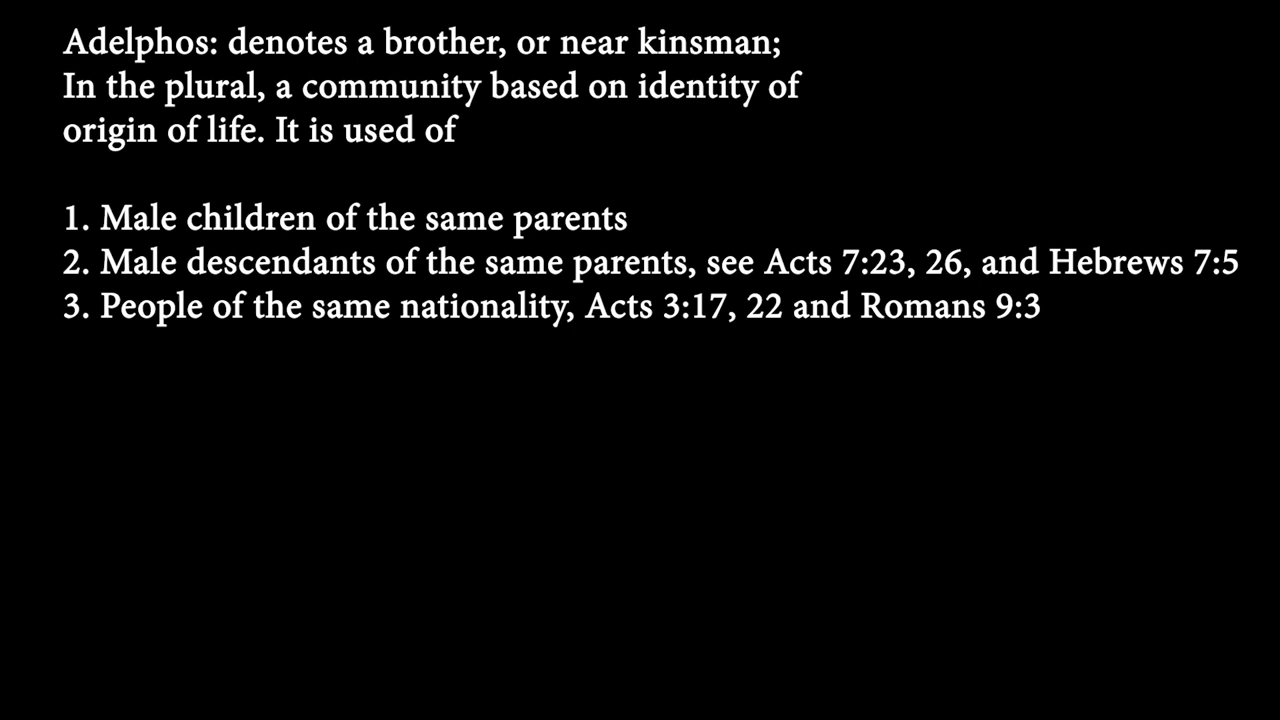 Adelphos: denotes a brother, or near kinsman;
In the plural, a community based on identity of
origin of life. It is used of
1. Male children of the same parents
2. Male descendants of the same parents, see Acts 7:23, 26, and Hebrews 7:5
3. People of the same nationality, Acts 3:17, 22 and Romans 9:3